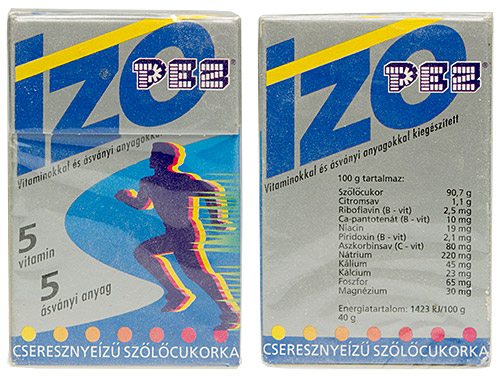 izo
PEZ®
Vitaminokkal és ásványi anyagokkal
5
vitamin
5
ásványi anyag
CSERESZNYEÍZŰ SZŐLŐCUKORKA
izo
PEZ®
Vitaminokkal és ásványi anyagokkal kiegészített
100 g tartalmaz:
Szőlőcukor 90,7 g
Citromsav 1,1 g
Riboflavin (B - vit) 2,5 mg
Ca-pantotenát (B - vit) 10 mg
Niacin 19 mg
Piridoxin (B - vit) 2,1 mg
Aszkorbinsav (C - vit) 80 mg
Nátrium 220 mg
Kálium 45 mg
Kálcium 23 mg
Foszfor 65 mg
Magnézium 30 mg
Energiatartalom: 1423 kJ/100 g
40 g
CSERESZNYEÍZŰ SZŐLŐCUKORKA